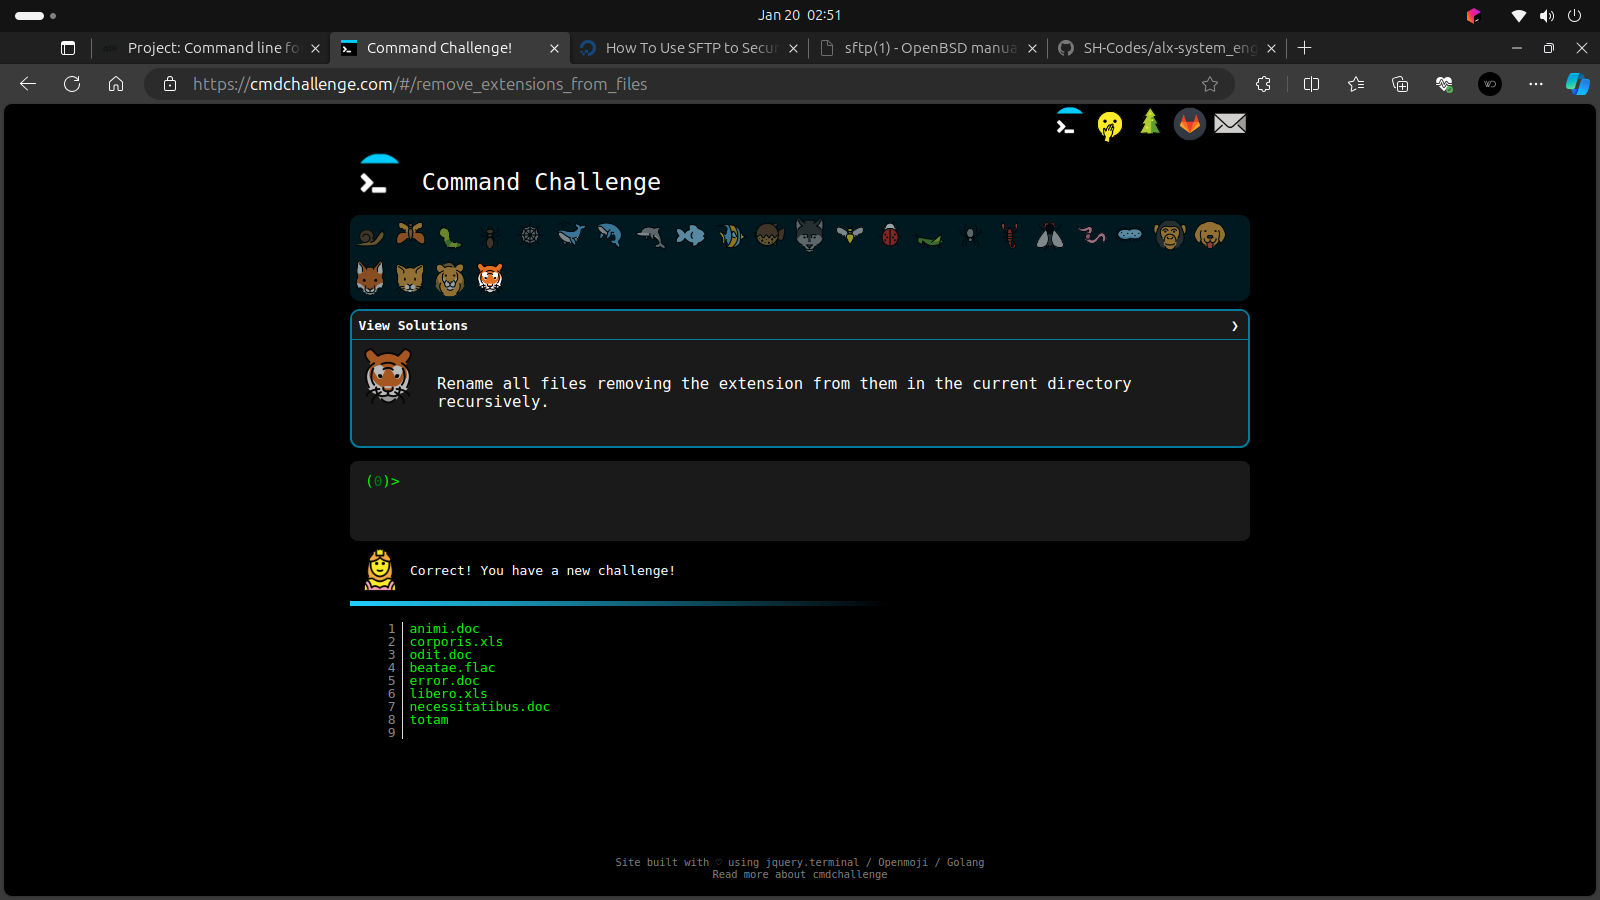 Jan 20 02:51
Project: Command line fo
Command Challenge!
How To Use SFTP to Secur
sftp(1) - OpenBSD manua
SH-Codes/alx-system_eng
https://cmdchallenge.com/#/remove_extensions_from_files
Command Challenge
View Solutions
Rename all files removing the extension from them in the current directory
recursively.
(0)>
Correct! You have a new challenge!
1 animi.doc
2 corporis.xls
3 odit.doc
4 beatae.flac
5 error.doc
6 libero.xls
7 necessitatibus.doc
8 totam
9
Site built with ♡ using jquery.terminal / Openmoji / Golang
Read more about cmdchallenge